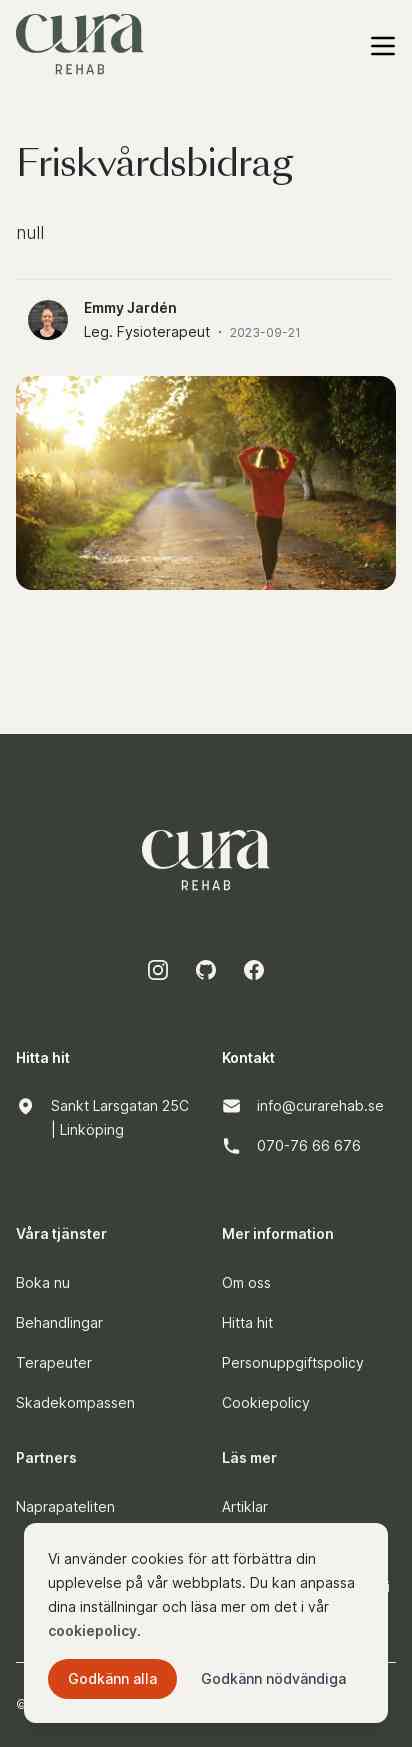 cura
REHAB
Friskvårdsbidrag
null
Emmy Jardén
Leg. Fysioterapeut · 2023-09-21
cura
REHAB
Hitta hit
Sankt Larsgatan 25C
| Linköping
Kontakt
info@curarehab.se
070-76 66 676
Våra tjänster
Boka nu
Behandlingar
Terapeuter
Skadekompassen
Mer information
Om oss
Hitta hit
Personuppgiftspolicy
Cookiepolicy
Partners
Naprapateliten
Läs mer
Artiklar
Vi använder cookies för att förbättra din
upplevelse på vår webbplats. Du kan anpassa
dina inställningar och läsa mer om det i vår
cookiepolicy.
Godkänn alla
Godkänn nödvändiga
©